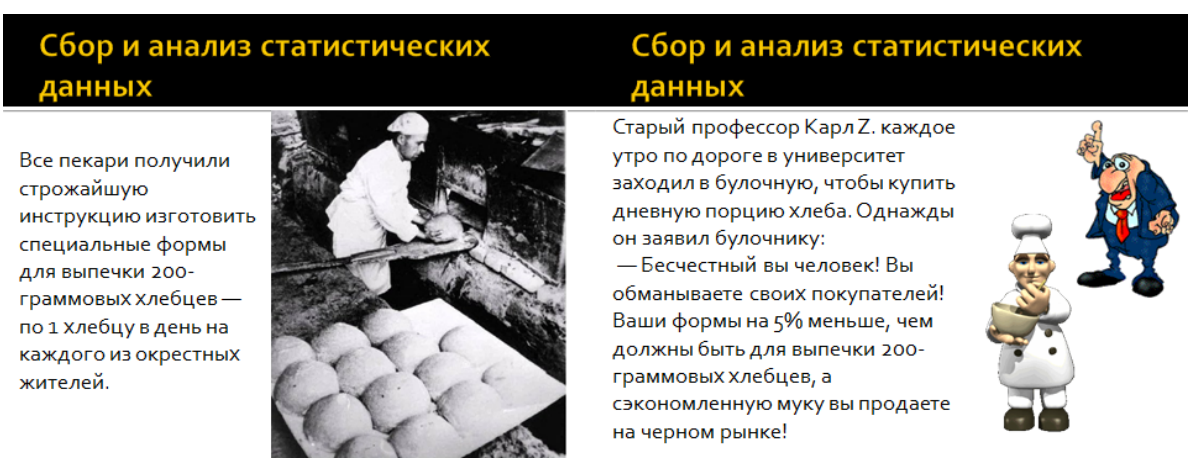 Сбор и анализ статистических
данных
Все пекари получили
строжайшую
инструкцию изготовить
специальные формы
для выпечки 200-
граммовых хлебцев —
по 1 хлебцу в день на
каждого из окрестных
жителей.
Сбор и анализ статистических
данных
Старый профессор Карл Z. каждое
утро по дороге в университет
заходил в булочную, чтобы купить
дневную порцию хлеба. Однажды
он заявил булочнику:
— Бесчестный вы человек! Вы
обманываете своих покупателей!
Ваши формы на 5% меньше, чем
должны быть для выпечки 200-
граммовых хлебцев, а
сэкономленную муку вы продаете
на черном рынке!